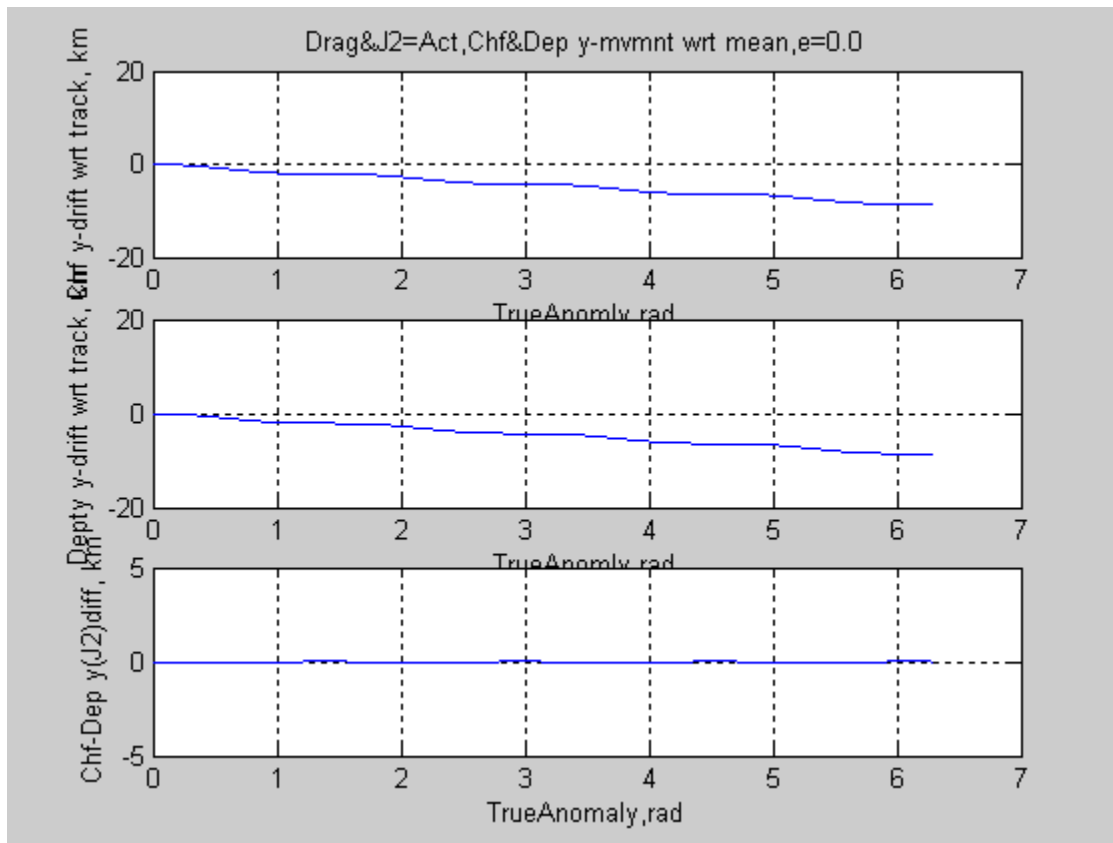 Drag&J2=Act,Chf&Dep y-mvmnt wrt mean,e=0.0
Chf y-drift wrt track, km
20
0
-20
0 1 2 3 4 5 6 7
TrueAnomly,rad
Depty y-drift wrt track, km
20
0
-20
0 1 2 3 4 5 6 7
TrueAnomly,rad
Chf-Dep y(J2)diff, km
5
0
-5
0 1 2 3 4 5 6 7
TrueAnomaly,rad